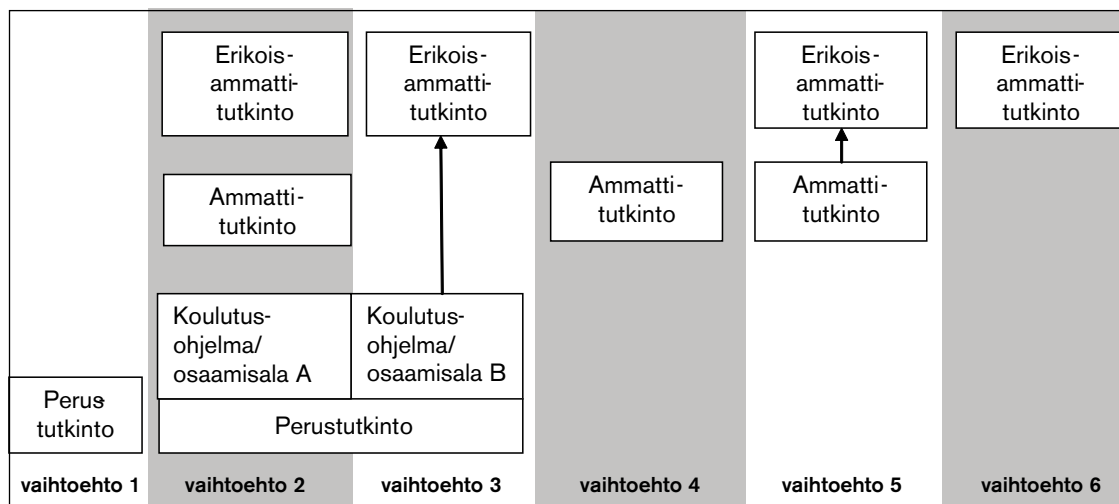 Erikois-
ammatti-
tutkinto
Erikois-
ammatti-
tutkinto
Erikois-
ammatti-
tutkinto
Erikois-
ammatti-
tutkinto
Ammatti-
tutkinto
Ammatti-
tutkinto
Ammatti-
tutkinto
Koulutus-
ohjelma/
osaamisala A
Koulutus-
ohjelma/
osaamisala B
Perus-
tutkinto
Perustutkinto
vaihtoehto 1
vaihtoehto 2
vaihtoehto 3
vaihtoehto 4
vaihtoehto 5
vaihtoehto 6